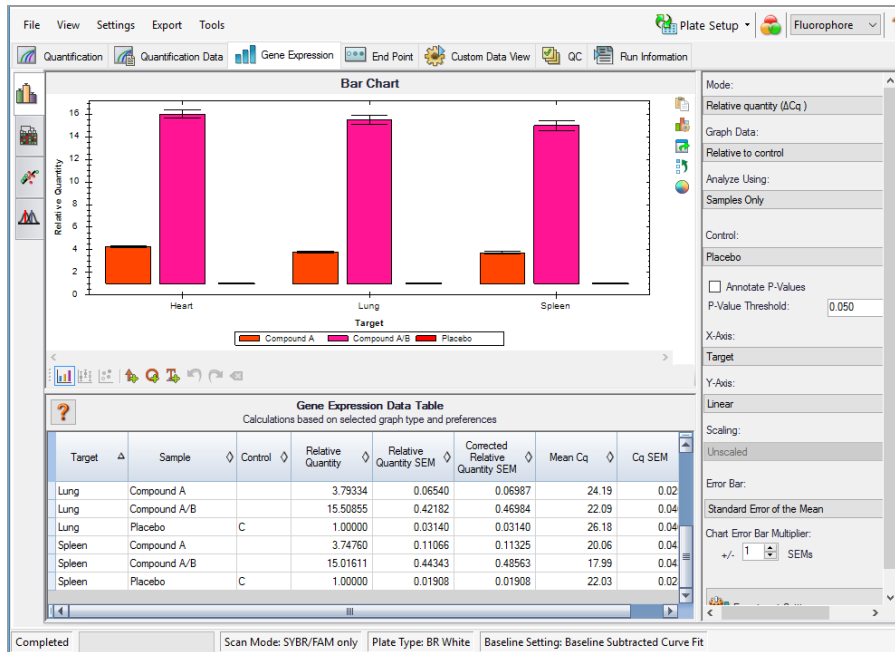 File View Settings Export Tools Plate Setup Fluorophore
Quantification Quantification Data Gene Expression End Point Custom Data View QC Run Information
Bar Chart
Relative Quantity
16
14
12
10
8
6
4
2
0
Heart Lung Spleen
Target
Compound A Compound A/B Placebo
Mode:
Relative quantity (ΔCq )
Graph Data:
Relative to control
Analyze Using:
Samples Only
Control:
Placebo
Annotate P-Values
P-Value Threshold: 0.050
X-Axis:
Target
Y-Axis:
Linear
Scaling:
Unscaled
Error Bar:
Standard Error of the Mean
Chart Error Bar Multiplier:
+/- 1 SEMs
Gene Expression Data Table
Calculations based on selected graph type and preferences
Target Sample Control Relative Quantity Relative Quantity SEM Corrected Relative Quantity SEM Mean Cq Cq SEM
Lung Compound A 3.79334 0.06540 0.06987 24.19 0.02
Lung Compound A/B 15.50855 0.42182 0.46984 22.09 0.04
Lung Placebo C 1.00000 0.03140 0.03140 26.18 0.04
Spleen Compound A 3.74760 0.11066 0.11325 20.06 0.04
Spleen Compound A/B 15.01611 0.44343 0.48563 17.99 0.04
Spleen Placebo C 1.00000 0.01908 0.01908 22.03 0.02
Completed Scan Mode: SYBR/FAM only Plate Type: BR White Baseline Setting: Baseline Subtracted Curve Fit